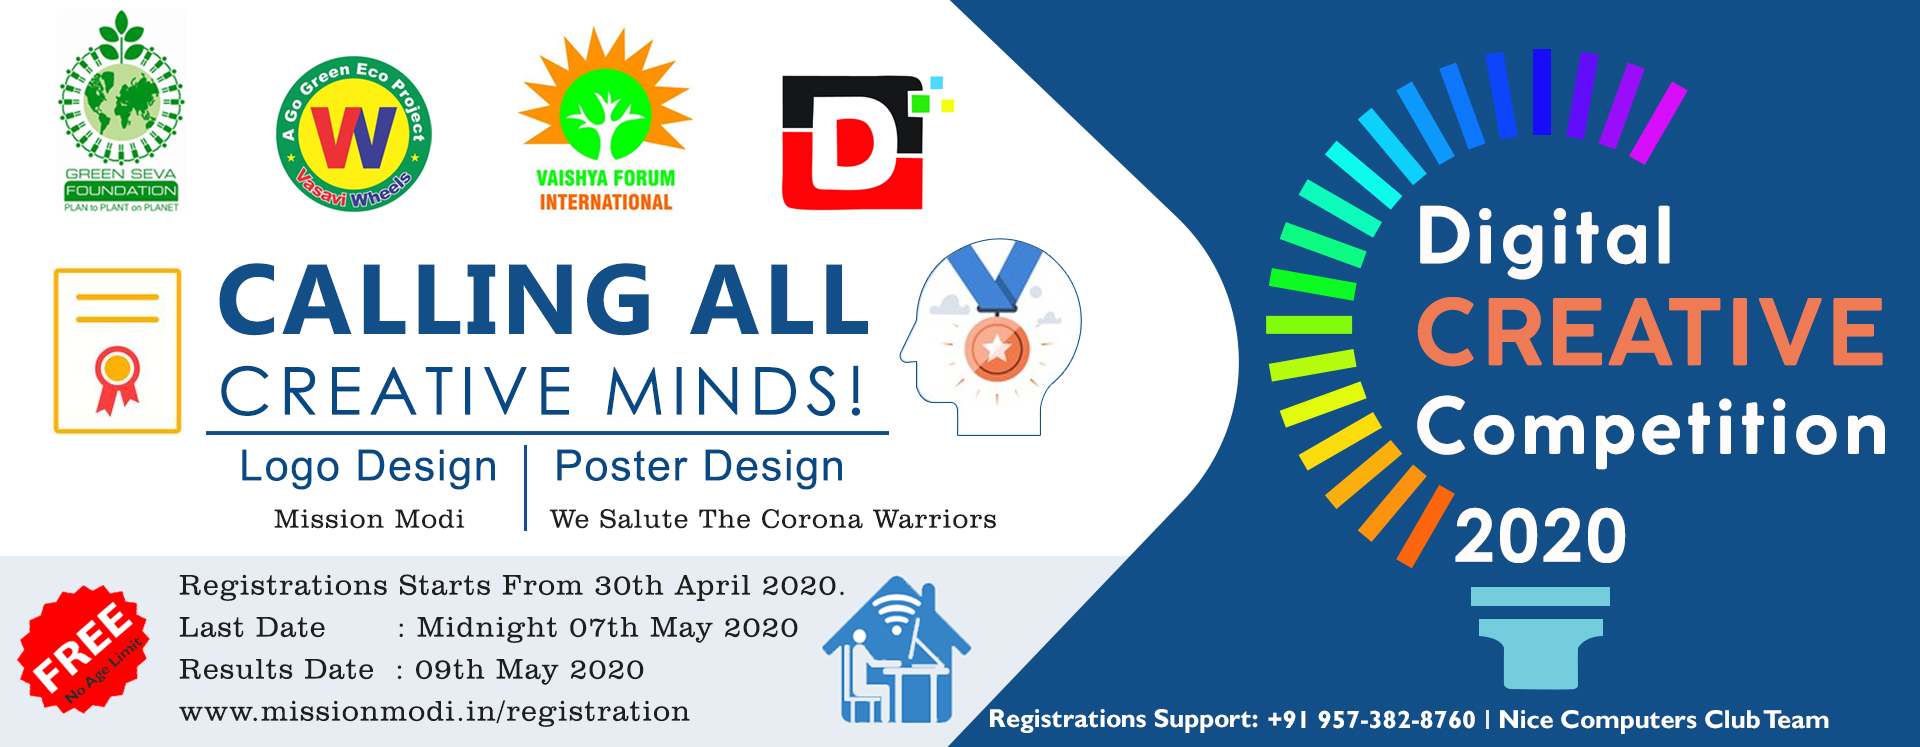 GREEN SEVA
FOUNDATION
PLAN to PLANT on PLANET
A Go Green Eco Project
W
Vasavi Wheels
VAISHYA FORUM
INTERNATIONAL
D
CALLING ALL
CREATIVE MINDS!
Logo Design
Mission Modi
Poster Design
We Salute The Corona Warriors
FREE
No Age Limit
Registrations Starts From 30th April 2020.
Last Date : Midnight 07th May 2020
Results Date : 09th May 2020
www.missionmodi.in/registration
Digital
CREATIVE
Competition
2020
Registrations Support: +91 957-382-8760 | Nice Computers Club Team